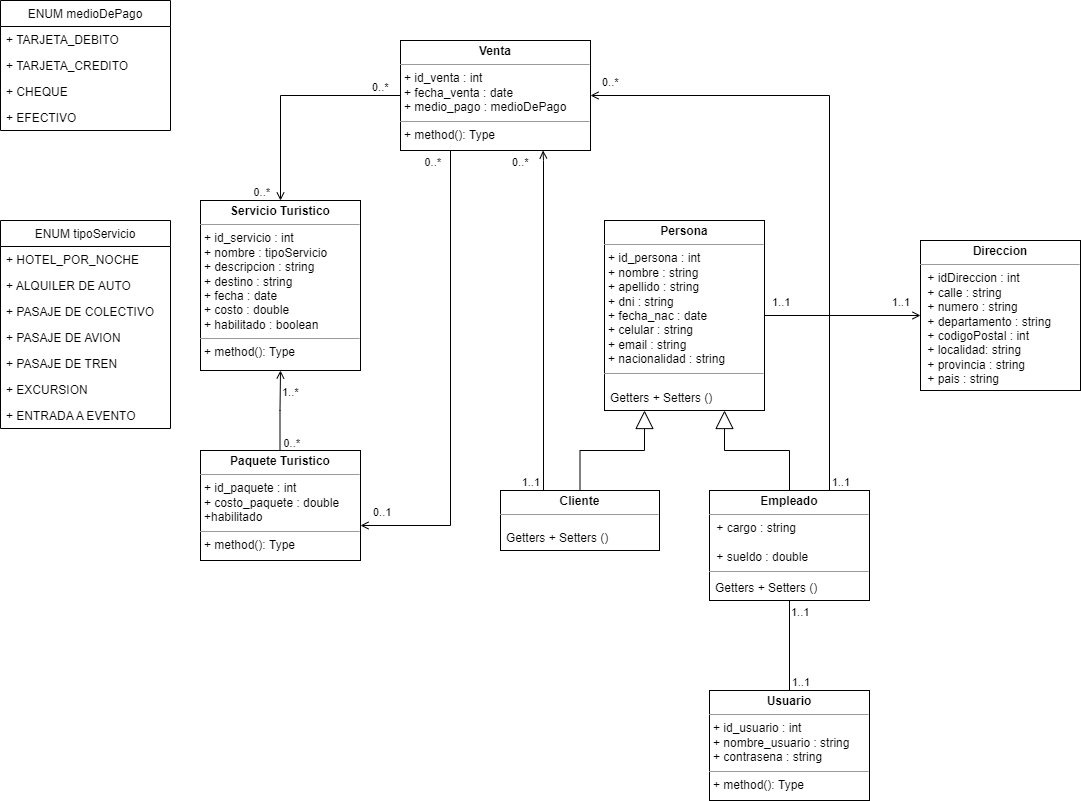 ENUM medioDePago
+ TARJETA_DEBITO
+ TARJETA_CREDITO
+ CHEQUE
+ EFECTIVO
Venta
+ id_venta : int
+ fecha_venta : date
+ medio_pago : medioDePago
+ method(): Type
0..*
0..*
0..*
0..*
0..*
ENUM tipoServicio
+ HOTEL_POR_NOCHE
+ ALQUILER DE AUTO
+ PASAJE DE COLECTIVO
+ PASAJE DE AVION
+ PASAJE DE TREN
+ EXCURSION
+ ENTRADA A EVENTO
Servicio Turistico
+ id_servicio : int
+ nombre : tipoServicio
+ descripcion : string
+ destino : string
+ fecha : date
+ costo : double
+ habilitado : boolean
+ method(): Type
Persona
+ id_persona : int
+ nombre : string
+ apellido : string
+ dni : string
+ fecha_nac : date
+ celular : string
+ email : string
+ nacionalidad : string
Getters + Setters ()
1..1
1..1
Direccion
+ idDireccion : int
+ calle : string
+ numero : string
+ departamento : string
+ codigoPostal : int
+ localidad: string
+ provincia : string
+ pais : string
1..*
0..*
Paquete Turistico
+ id_paquete : int
+ costo_paquete : double
+habilitado
+ method(): Type
0..1
1..1
Cliente
Getters + Setters ()
1..1
Empleado
+ cargo : string
+ sueldo : double
Getters + Setters ()
1..1
1..1
Usuario
+ id_usuario : int
+ nombre_usuario : string
+ contrasena : string
+ method(): Type